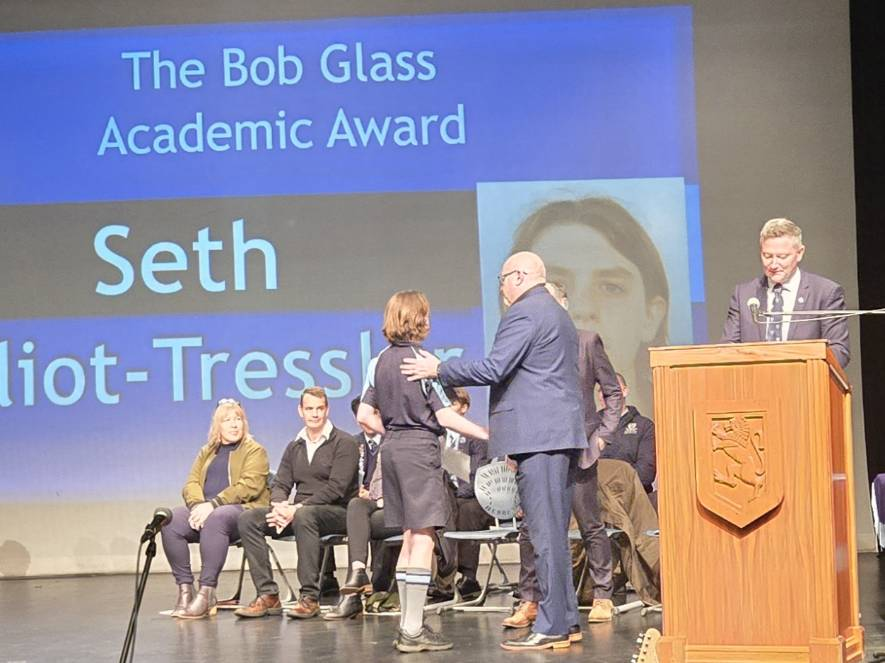 The Bob Glass
Academic Award
Seth
liot-Tressler